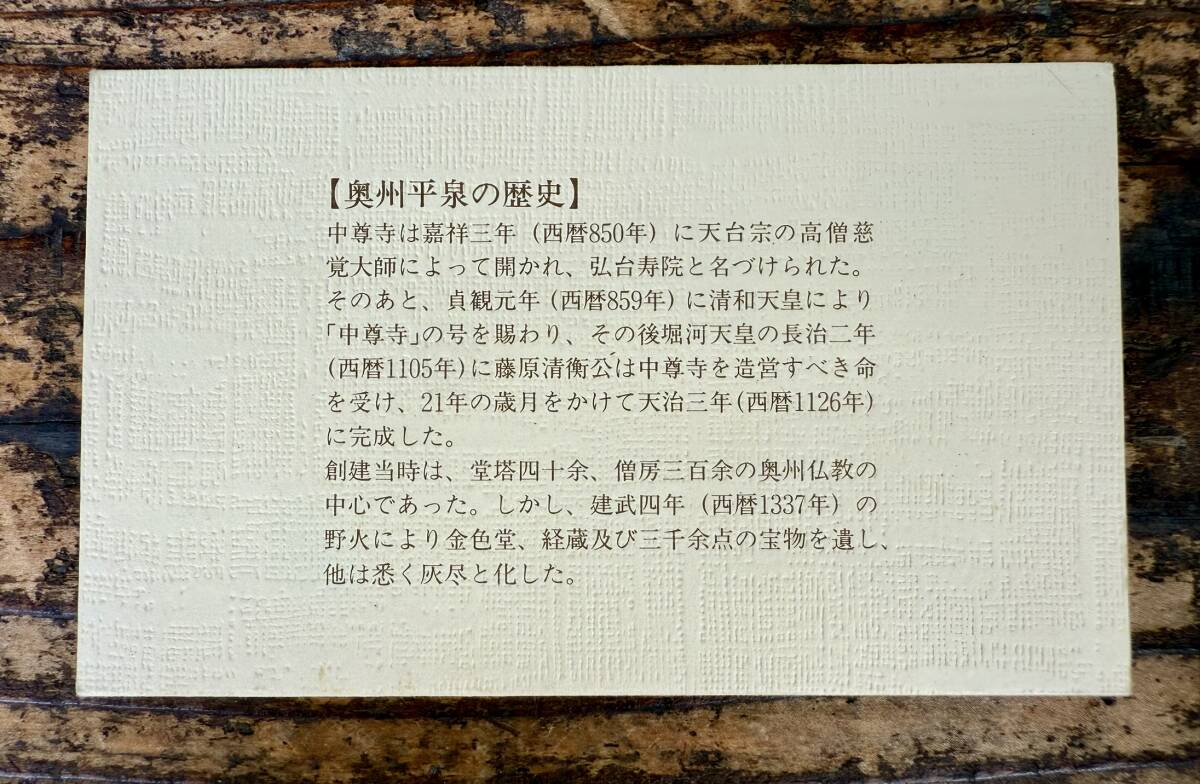 【奥州平泉の歴史】
中尊寺は嘉祥三年（西暦850年）に天台宗の高僧慈
覚大師によって開かれ、弘台寿院と名づけられた。
そのあと、貞観元年（西暦859年）に清和天皇により
「中尊寺」の号を賜わり、その後堀河天皇の長治二年
（西暦1105年）に藤原清衡公は中尊寺を造営すべき命
を受け、21年の歳月をかけて天治三年（西暦1126年）
に完成した。
創建当時は、堂塔四十余、僧房三百余の奥州仏教の
中心であった。しかし、建武四年（西暦1337年）の
野火により金色堂、経蔵及び三千余点の宝物を遺し、
他は悉く灰尽と化した。